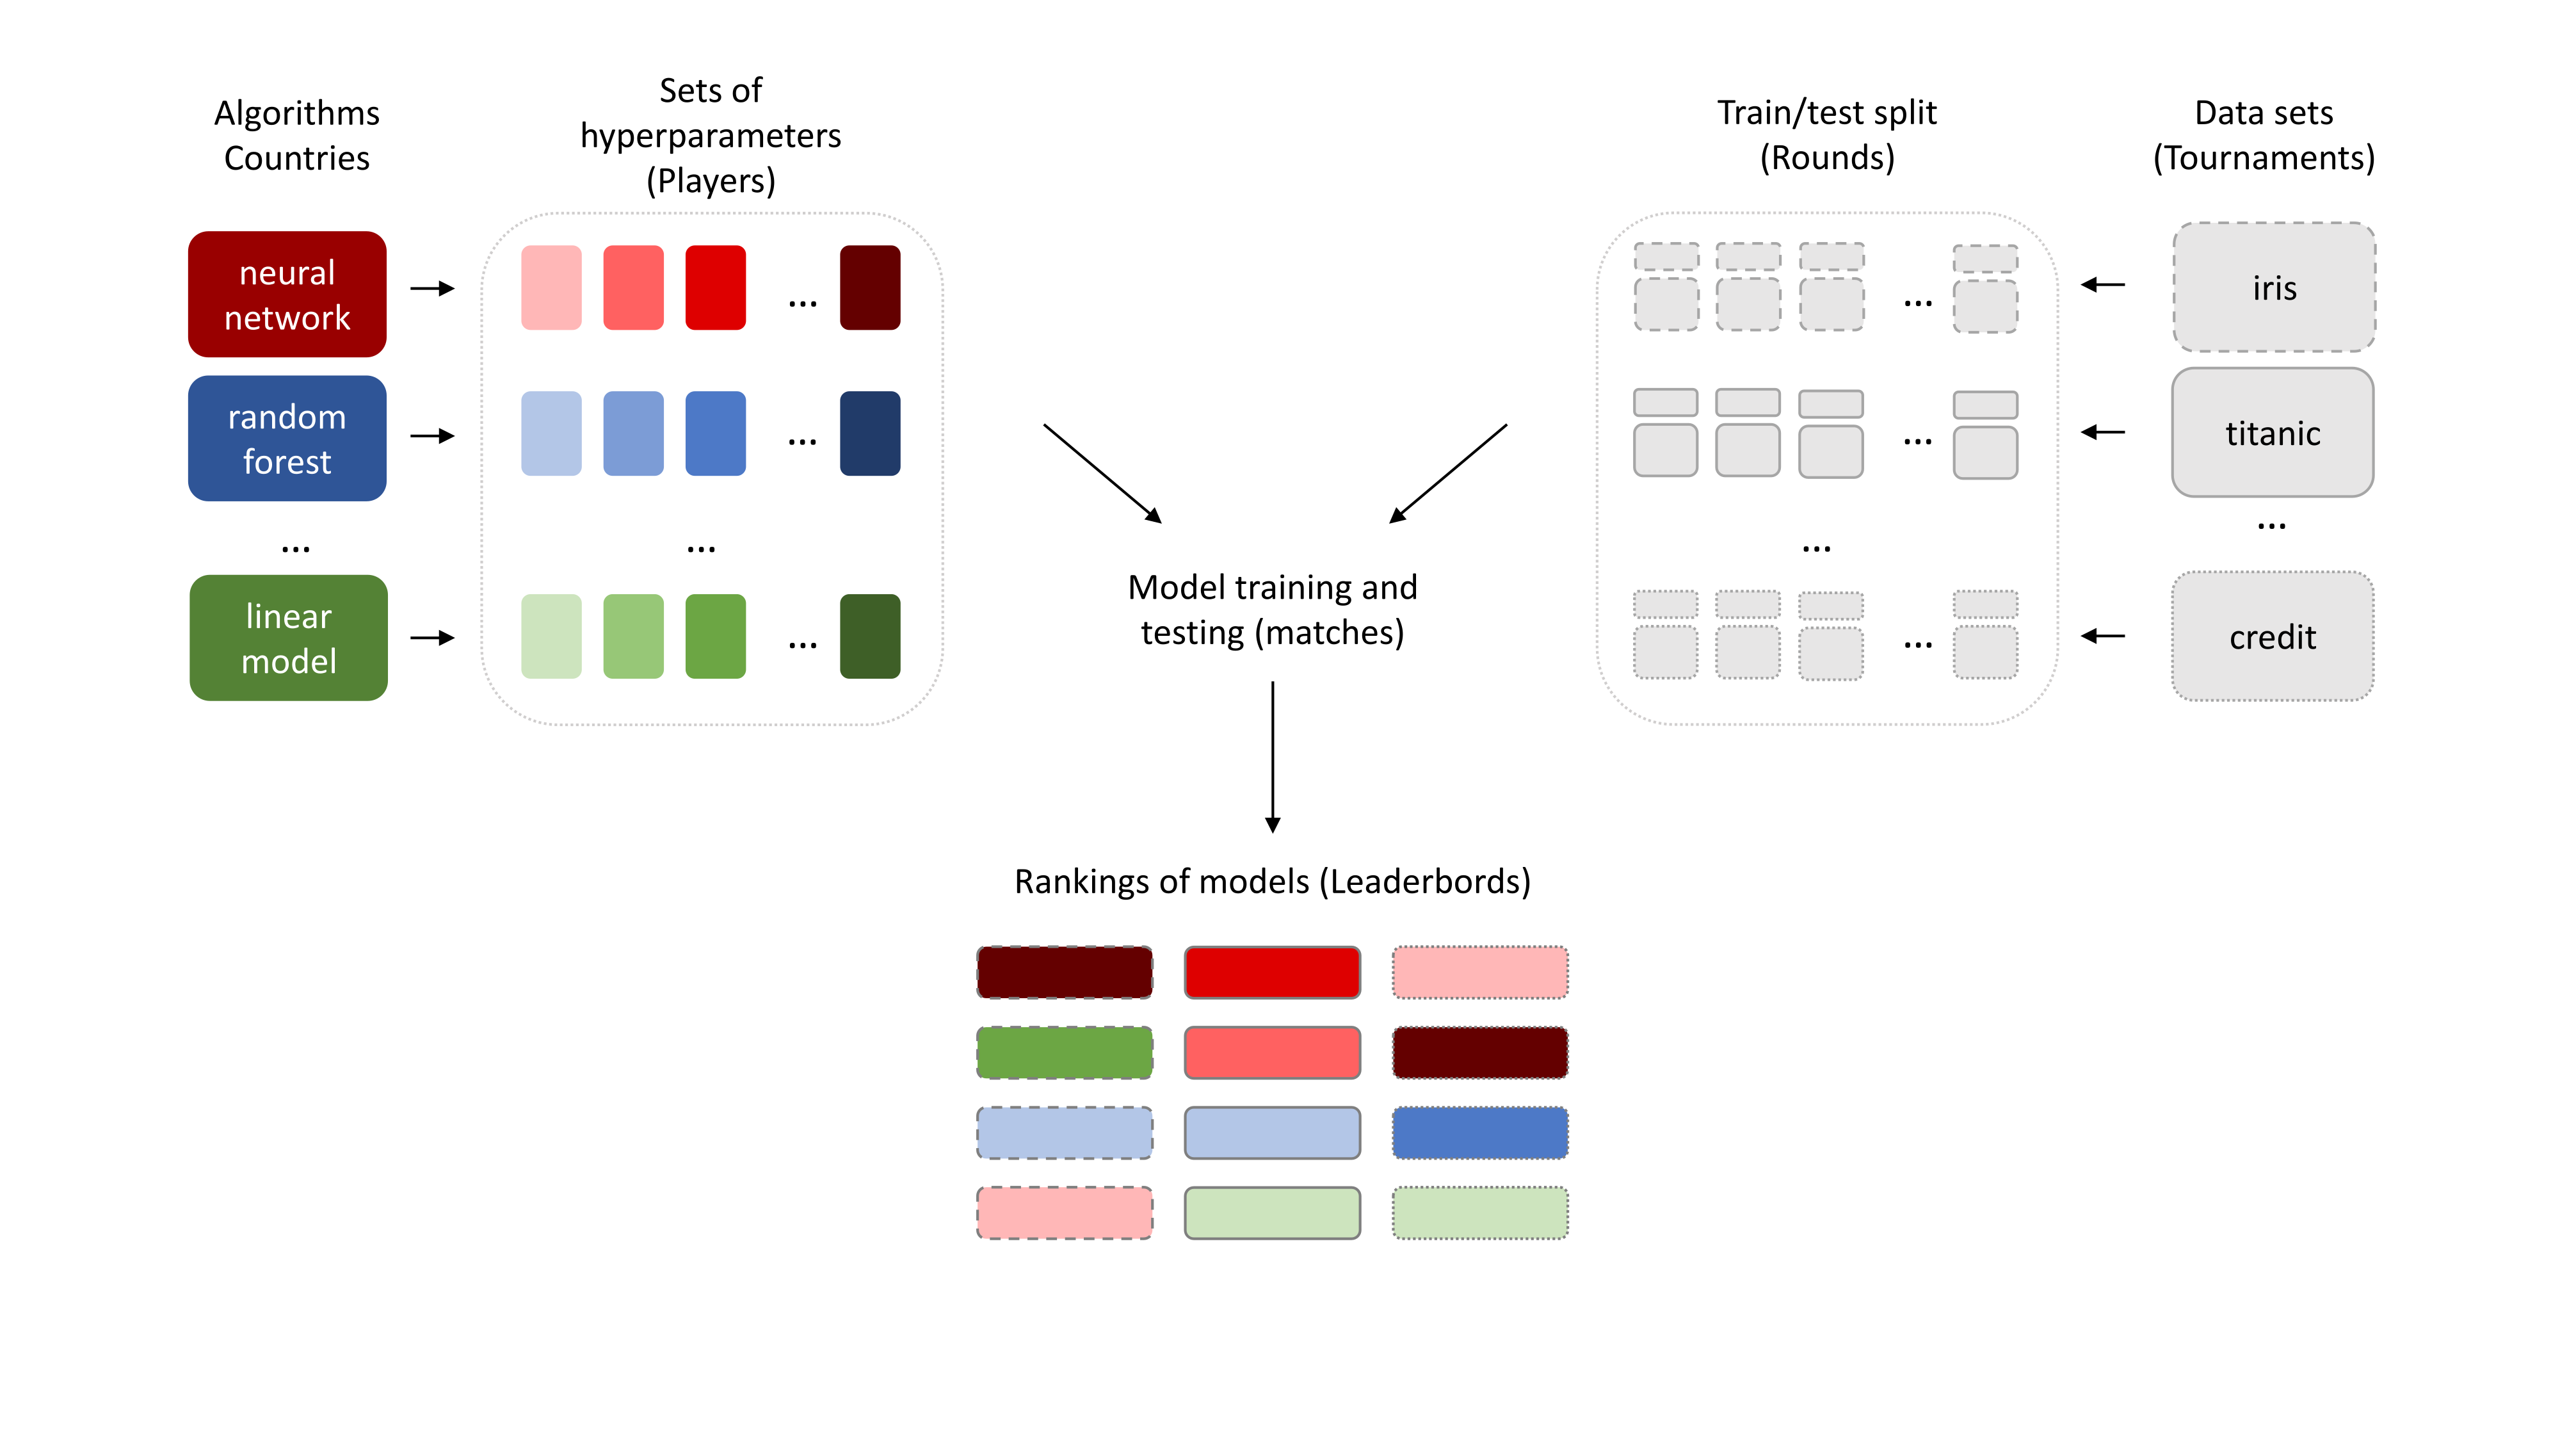 Algorithms
Countries
Sets of
hyperparameters
(Players)
Train/test split
(Rounds)
Data sets
(Tournaments)
neural
network
...
...
iris
random
forest
...
...
titanic
...
...
...
...
Model training and
testing (matches)
linear
model
...
...
credit
Rankings of models (Leaderbords)